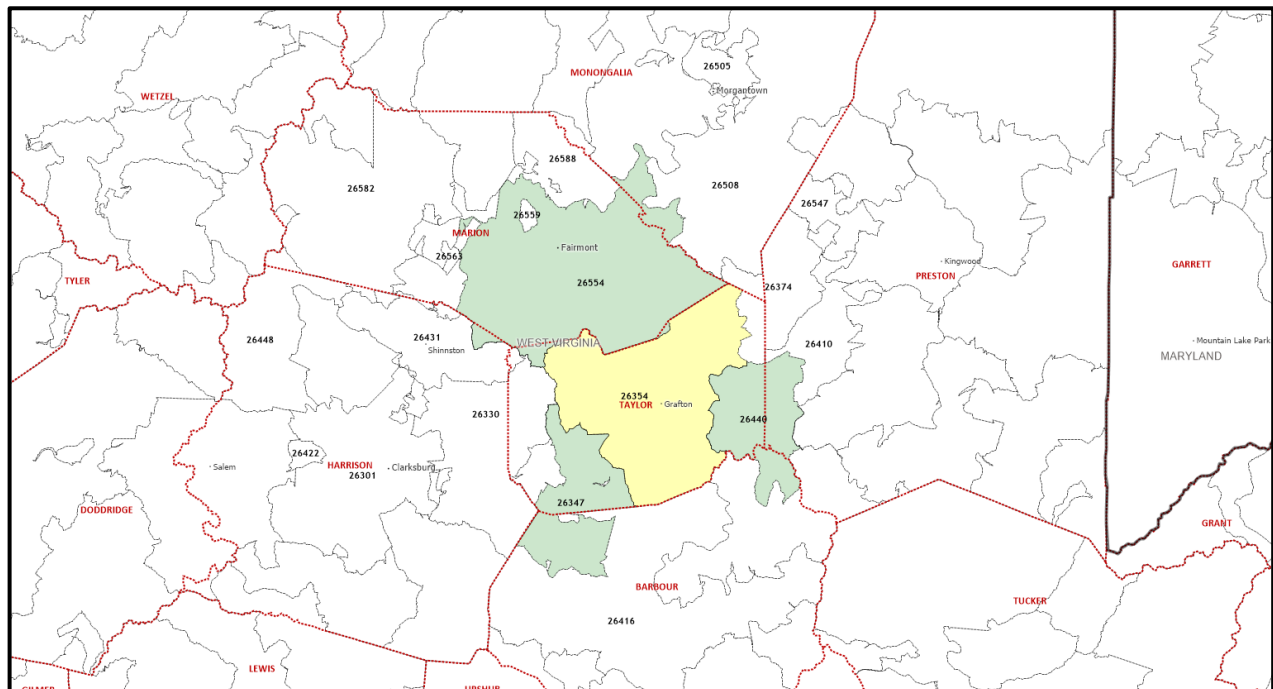 26505
MONONGALIA
Morgantown
WETZEL
26588
26582
26508
26547
26559
MARION
Fairmont
26563
Kingwood
GARRETT
PRESTON
TYLER
26554
26374
26448
26431
WEST VIRGINIA
Shinnston
26410
Mountain Lake Park
MARYLAND
26354
TAYLOR
Grafton
26330
26440
26422
HARRISON
Salem
Clarksburg
26301
26347
DODDRIDGE
GRANT
BARBOUR
TUCKER
26416
LEWIS
GILMER
UPSHUR